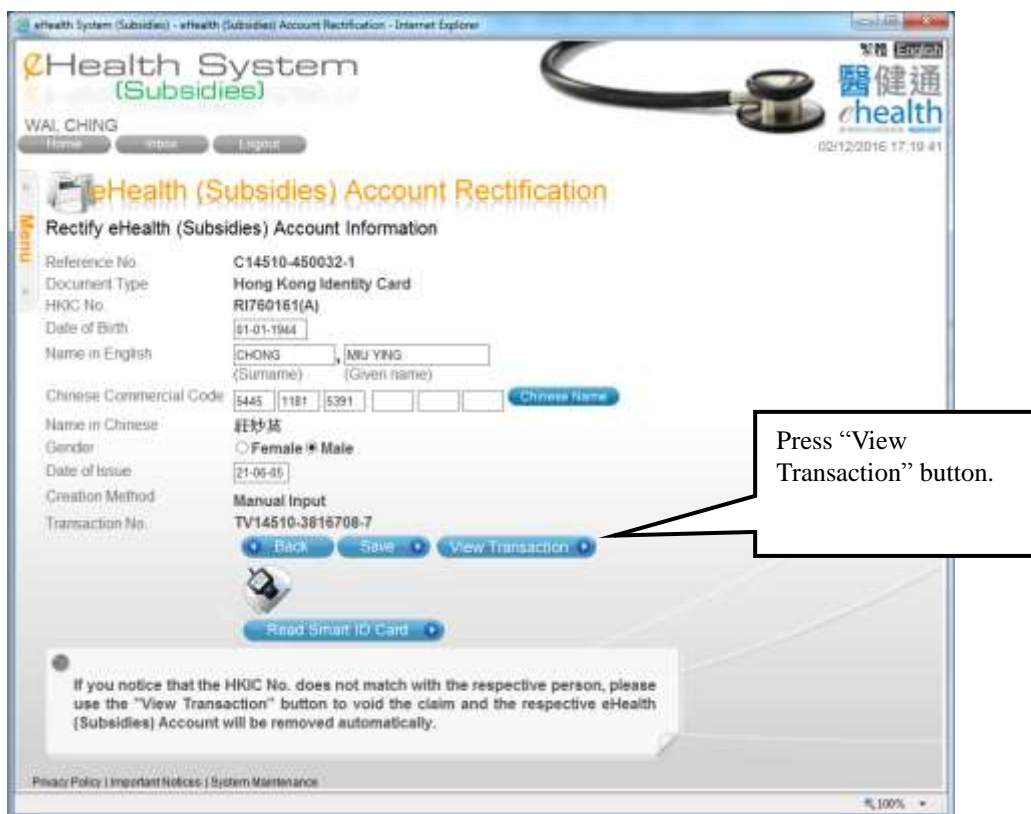 eHealth System (Subsidies) - eHealth (Subsidies) Account Rectification - Internet Explorer
eHealth System
(Subsidies)
繁體 English
醫健通
ehealth
WAI, CHING
Home Inbox Logout
02/12/2016 17:19:41
Menu
eHealth (Subsidies) Account Rectification
Rectify eHealth (Subsidies) Account Information
Reference No. C14510-450032-1
Document Type Hong Kong Identity Card
HKIC No. RI760161(A)
Date of Birth 01-01-1944
Name in English CHONG , MIU YING
(Surname) (Given name)
Chinese Commercial Code 5445 1181 5391 Chinese Name
Name in Chinese 莊妙英
Gender Female Male
Date of Issue 21-06-65
Creation Method Manual Input
Transaction No. TV14510-3816708-7
Back Save View Transaction
Press “View
Transaction” button.
Read Smart ID Card
If you notice that the HKIC No. does not match with the respective person, please
use the "View Transaction" button to void the claim and the respective eHealth
(Subsidies) Account will be removed automatically.
Privacy Policy | Important Notices | System Maintenance
100%